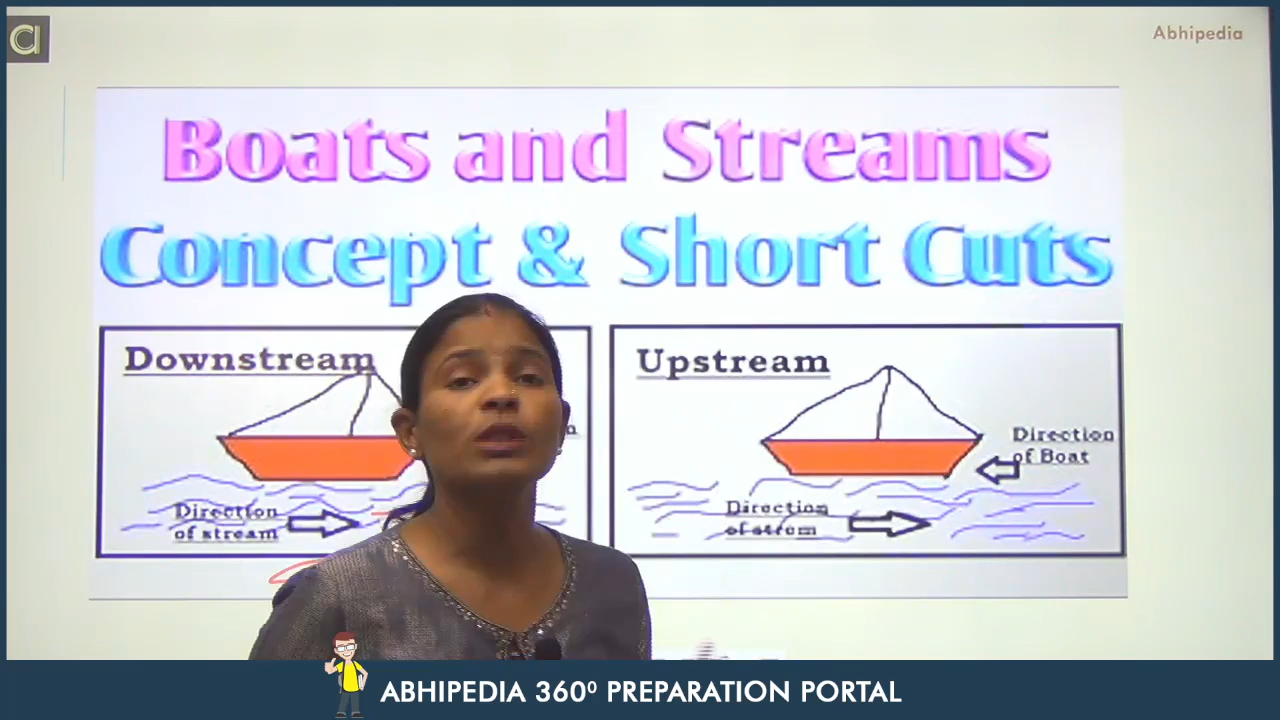 Abhipedia
Boats and Streams
Concept & Short Cuts
Downstream
Direction
of stream
Upstream
Direction
of Boat
Direction
of strem
ABHIPEDIA 360⁰ PREPARATION PORTAL